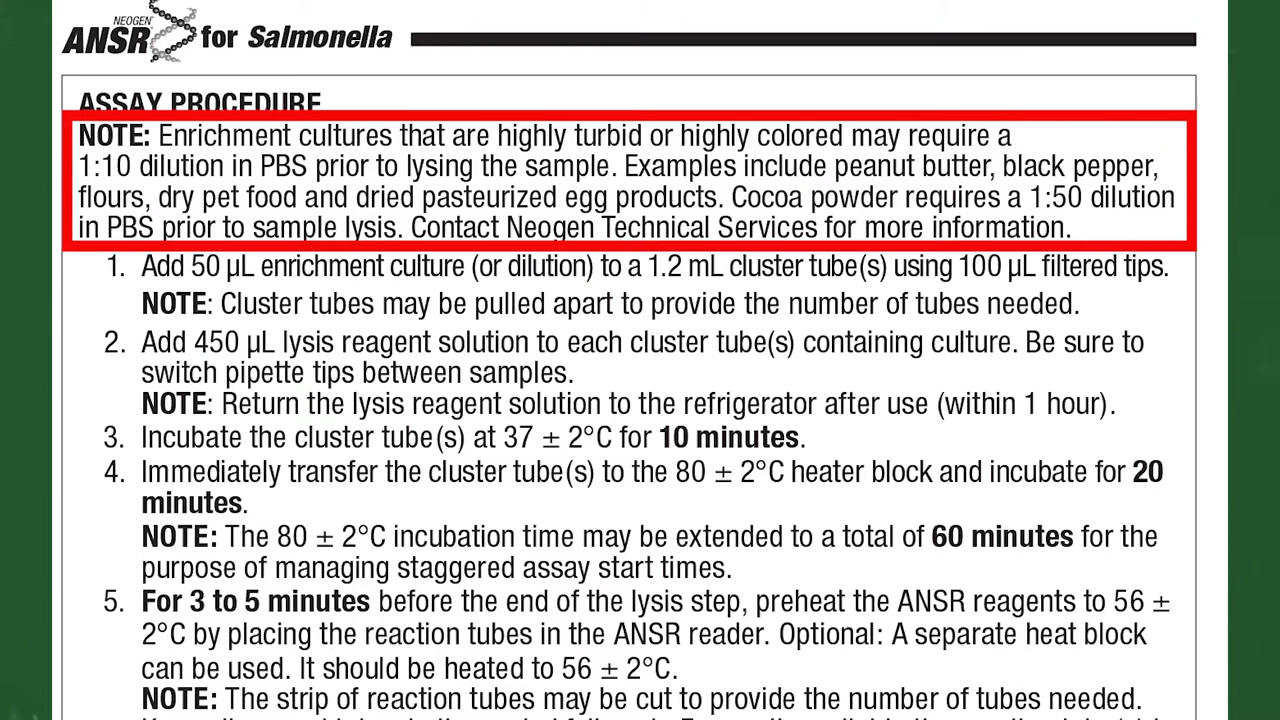 NEOGEN
ANSR for Salmonella
ASSAY PROCEDURE
NOTE: Enrichment cultures that are highly turbid or highly colored may require a
1:10 dilution in PBS prior to lysing the sample. Examples include peanut butter, black pepper,
flours, dry pet food and dried pasteurized egg products. Cocoa powder requires a 1:50 dilution
in PBS prior to sample lysis. Contact Neogen Technical Services for more information.
1. Add 50 µL enrichment culture (or dilution) to a 1.2 mL cluster tube(s) using 100 µL filtered tips.
NOTE: Cluster tubes may be pulled apart to provide the number of tubes needed.
2. Add 450 µL lysis reagent solution to each cluster tube(s) containing culture. Be sure to
switch pipette tips between samples.
NOTE: Return the lysis reagent solution to the refrigerator after use (within 1 hour).
3. Incubate the cluster tube(s) at 37 ± 2°C for 10 minutes.
4. Immediately transfer the cluster tube(s) to the 80 ± 2°C heater block and incubate for 20
minutes.
NOTE: The 80 ± 2°C incubation time may be extended to a total of 60 minutes for the
purpose of managing staggered assay start times.
5. For 3 to 5 minutes before the end of the lysis step, preheat the ANSR reagents to 56 ±
2°C by placing the reaction tubes in the ANSR reader. Optional: A separate heat block
can be used. It should be heated to 56 ± 2°C.
NOTE: The strip of reaction tubes may be cut to provide the number of tubes needed.